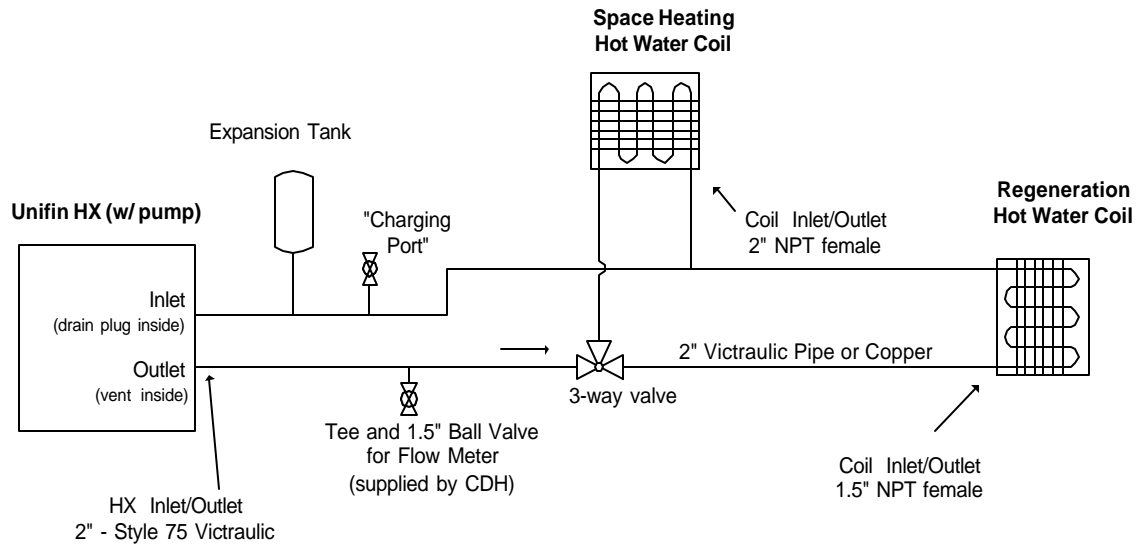 Space Heating
Hot Water Coil
Expansion Tank
Unifin HX (w/ pump)
"Charging
Port"
Regeneration
Hot Water Coil
Coil Inlet/Outlet
2" NPT female
Inlet
(drain plug inside)
Outlet
(vent inside)
2" Victraulic Pipe or Copper
3-way valve
Tee and 1.5" Ball Valve
for Flow Meter
(supplied by CDH)
Coil Inlet/Outlet
1.5" NPT female
HX Inlet/Outlet
2" - Style 75 Victraulic